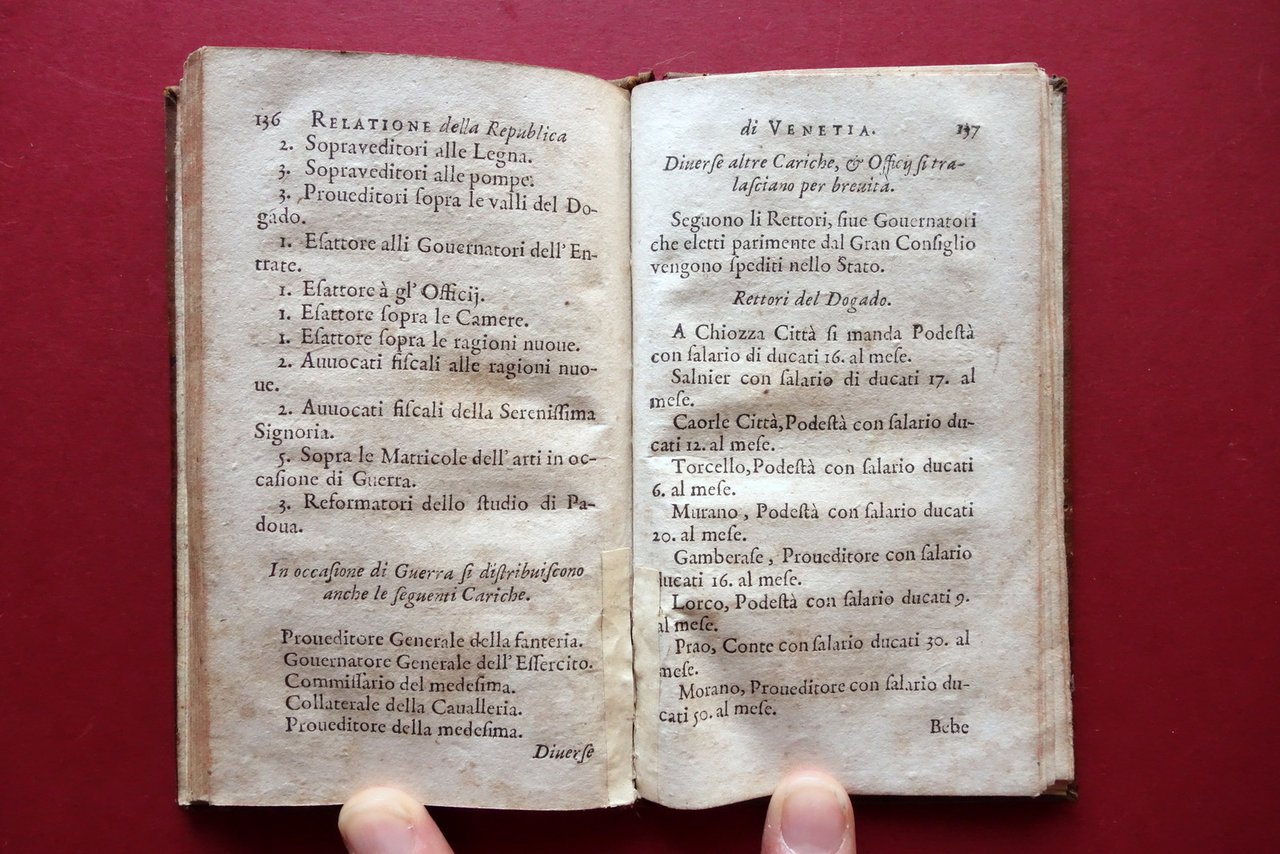 136 RELATIONE della Republica
2. Sopraveditori alle Legna.
3. Sopraveditori alle pompe.
3. Proueditori ſopra le valli del Do-
gado.
1. Eſattore alli Gouernatori dell' En-
trate.
1. Eſattore à gl' Officij.
1. Eſattore ſopra le Camere.
1. Eſattore ſopra le ragioni nuoue.
2. Auuocati fiſcali alle ragioni nuo-
ue.
2. Auuocati fiſcali della Sereniſſima
Signoria.
5. Sopra le Matricole dell' arti in oc-
caſione di Guerra.
3. Reformatori dello ſtudio di Pa-
doua.
In occaſione di Guerra ſi diſtribuiſcono
anche le ſeguenti Cariche.
Proueditore Generale della fanteria.
Gouernatore Generale dell' Eſſercito.
Commiſſario del medeſima.
Collaterale della Caualleria.
Proueditore della medeſima.
Diuerſe
di VENETIA. 137
Diuerſe altre Cariche, & Officij ſi tra-
laſciano per breuità.
Seguono li Rettori, ſiue Gouernatori
che eletti parimente dal Gran Conſiglio
vengono ſpediti nello Stato.
Rettori del Dogado.
A Chiozza Città ſi manda Podeſtà
con ſalario di ducati 16. al meſe.
Salnier con ſalario di ducati 17. al
meſe.
Caorle Città, Podeſtà con ſalario du-
cati 12. al meſe.
Torcello, Podeſtà con ſalario ducati
6. al meſe.
Murano, Podeſtà con ſalario ducati
20. al meſe.
Gamberaſe, Proueditore con ſalario
ducati 16. al meſe.
Lorco, Podeſtà con ſalario ducati 9.
al meſe.
Prao, Conte con ſalario ducati 30. al
meſe.
Morano, Proueditore con ſalario du-
cati 50. al meſe.
Bebe